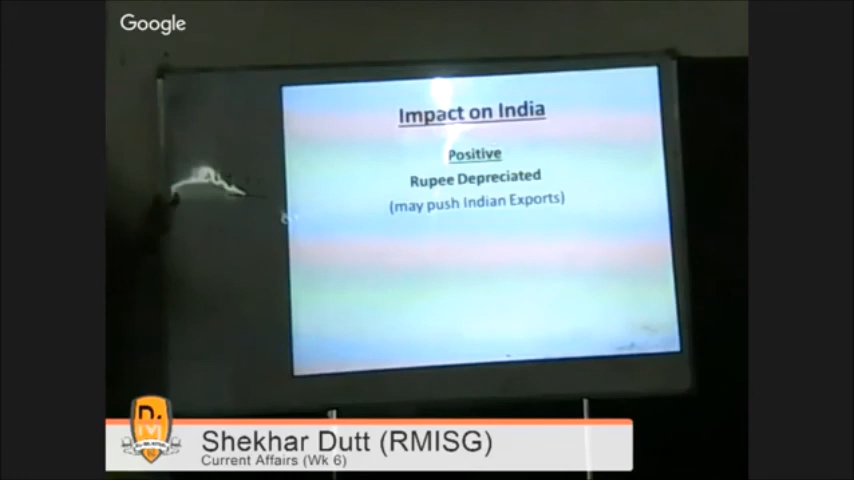 Google
Impact on India
Positive
Rupee Depreciated
(may push Indian Exports)
Shekhar Dutt (RMISG)
Current Affairs (Wk 6)